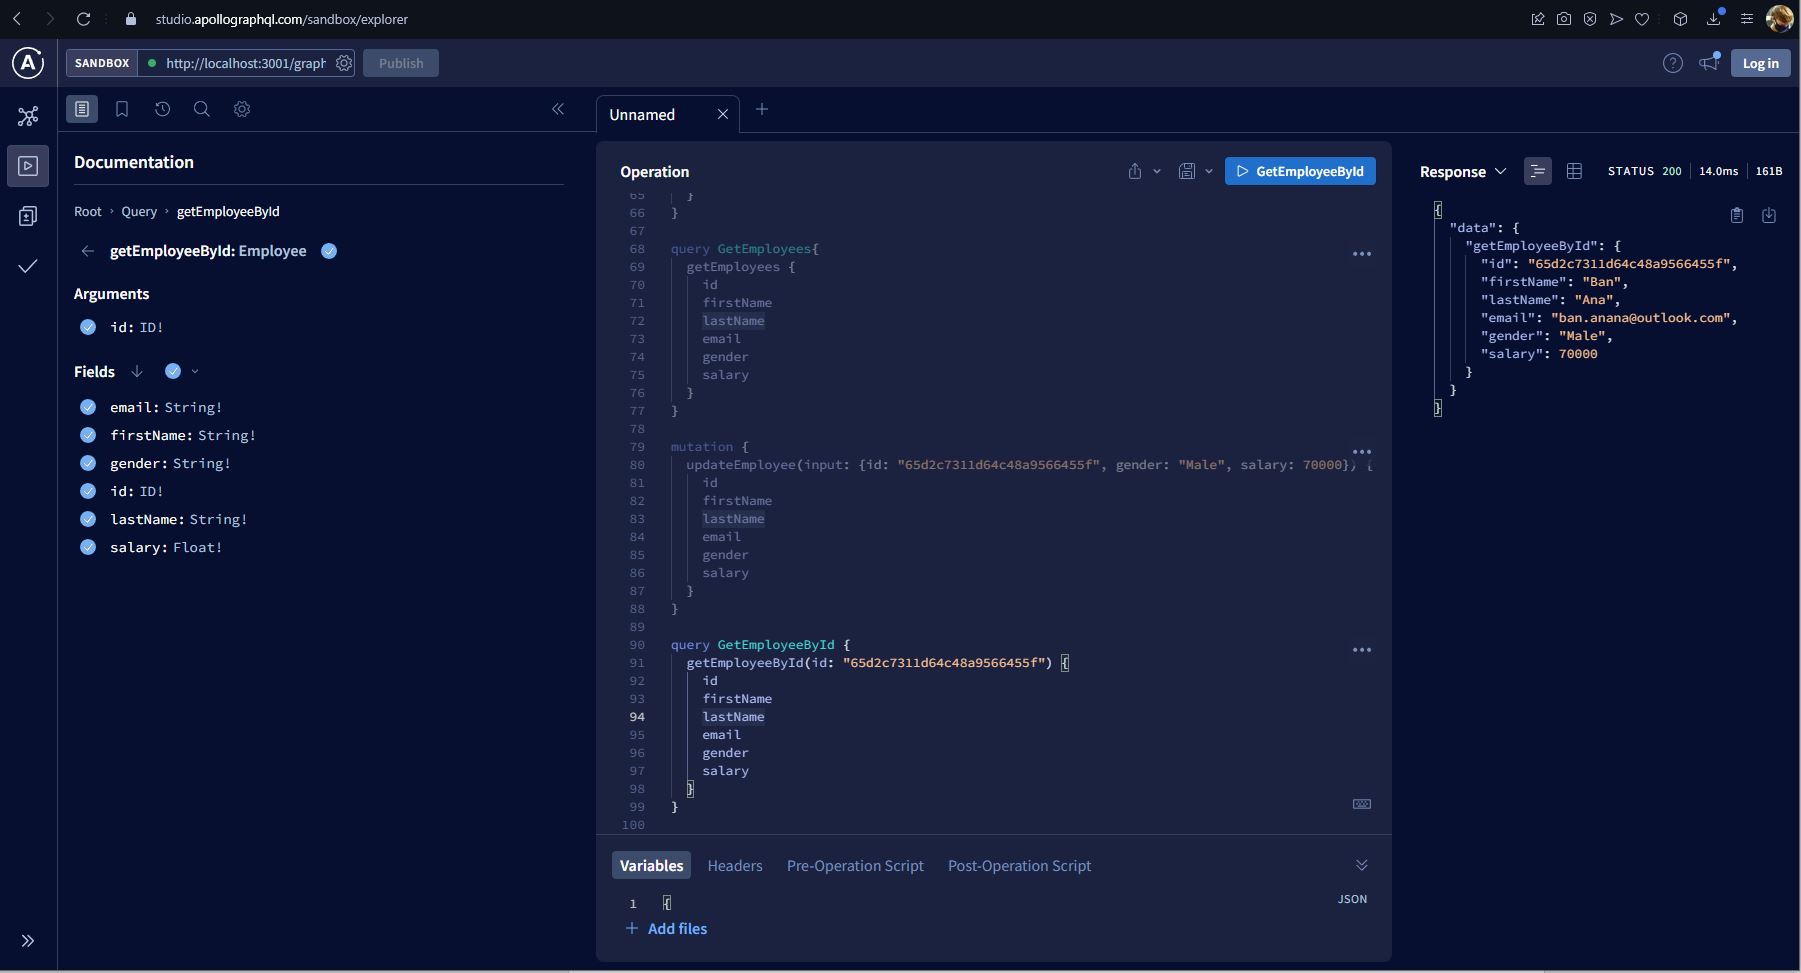 studio.apollographql.com/sandbox/explorer
SANDBOX
http://localhost:3001/graph
Publish
Log in
Documentation
Root › Query › getEmployeeById
getEmployeeById: Employee
Arguments
id: ID!
Fields
email: String!
firstName: String!
gender: String!
id: ID!
lastName: String!
salary: Float!
Unnamed
Operation
GetEmployeeById
65 }
66 }
67
68 query GetEmployees{
69 getEmployees {
70 id
71 firstName
72 lastName
73 email
74 gender
75 salary
76 }
77 }
78
79 mutation {
80 updateEmployee(input: {id: "65d2c7311d64c48a9566455f", gender: "Male", salary: 70000}) {
81 id
82 firstName
83 lastName
84 email
85 gender
86 salary
87 }
88 }
89
90 query GetEmployeeById {
91 getEmployeeById(id: "65d2c7311d64c48a9566455f") {
92 id
93 firstName
94 lastName
95 email
96 gender
97 salary
98 }
99 }
100
Variables Headers Pre-Operation Script Post-Operation Script
1 {
JSON
+ Add files
Response
STATUS 200 14.0ms 161B
{
"data": {
"getEmployeeById": {
"id": "65d2c7311d64c48a9566455f",
"firstName": "Ban",
"lastName": "Ana",
"email": "ban.anana@outlook.com",
"gender": "Male",
"salary": 70000
}
}
}